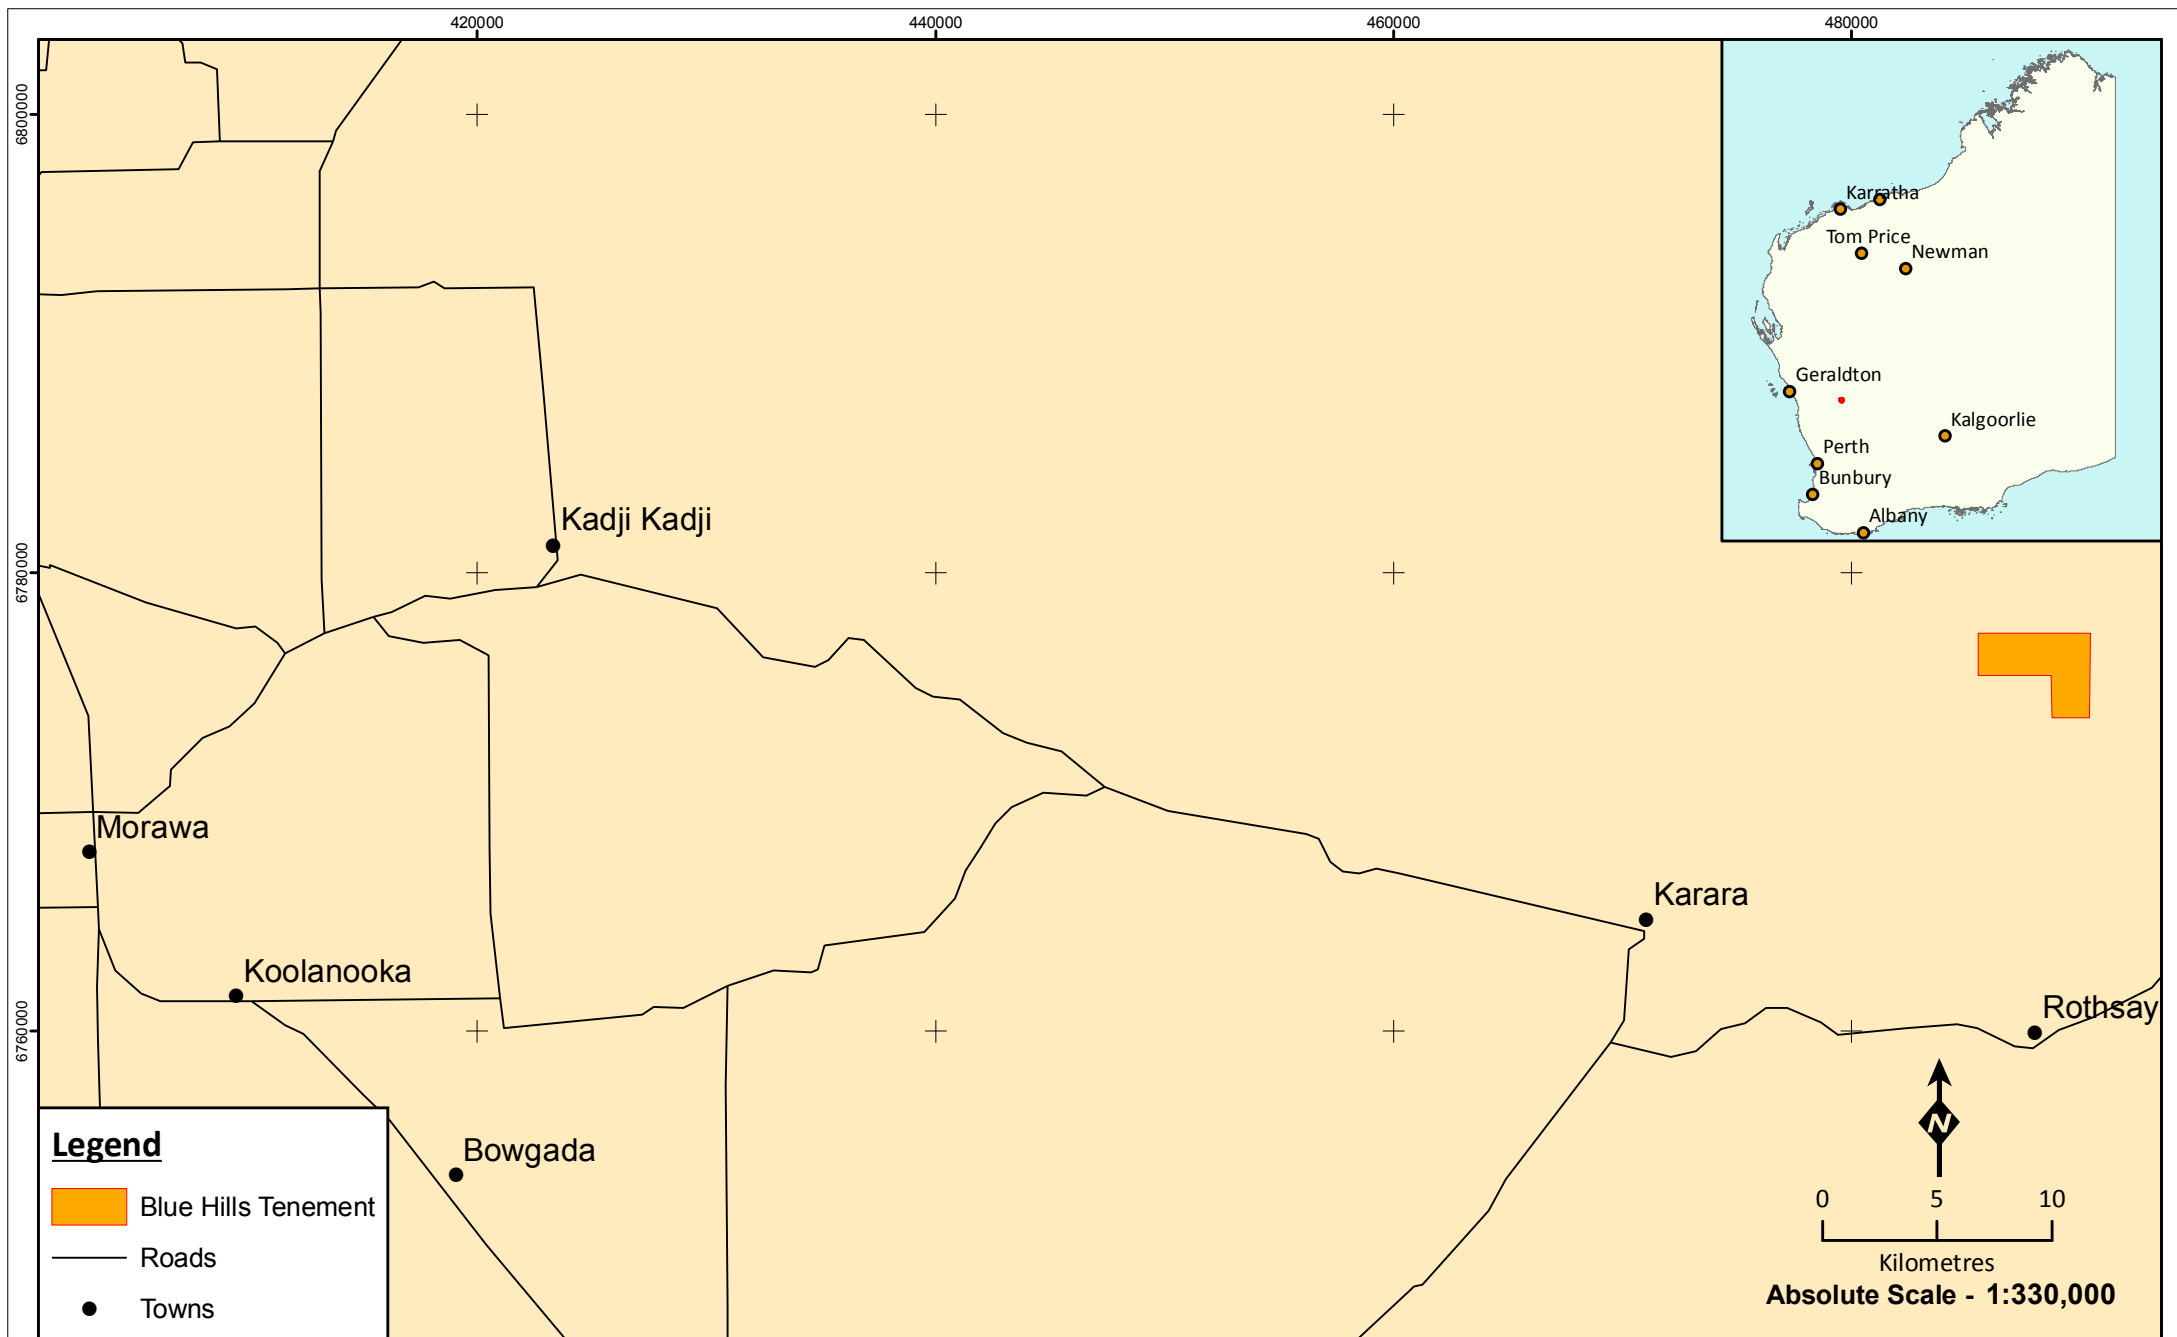 420000
440000
460000
480000
6800000
6780000
6760000
Karratha
Tom Price
Newman
Geraldton
Kalgoorlie
Perth
Bunbury
Albany
Kadji Kadji
Morawa
Karara
Koolanooka
Rothsay
Bowgada
N
Legend
Blue Hills Tenement
Roads
Towns
0 5 10
Kilometres
Absolute Scale - 1:330,000